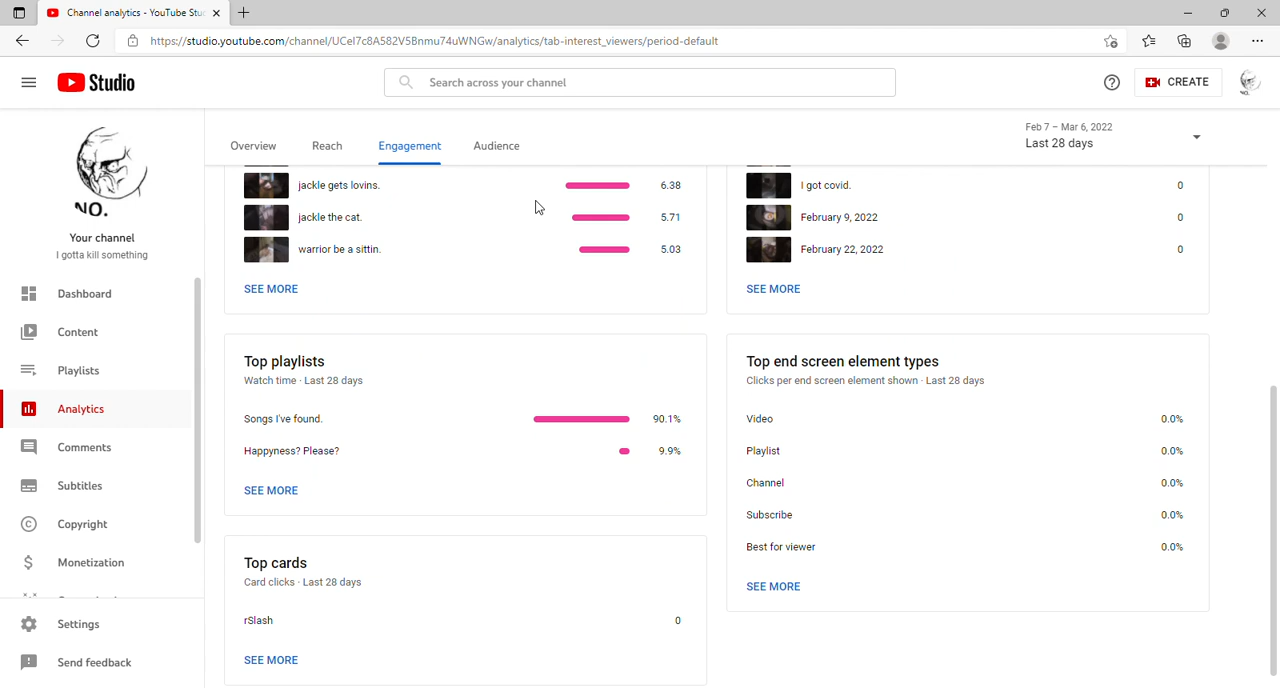 Channel analytics - YouTube Stu
https://studio.youtube.com/channel/UCel7c8A582V5Bnmu74uWNGw/analytics/tab-interest_viewers/period-default
Studio
Search across your channel
CREATE
NO.
NO.
Your channel
I gotta kill something
Dashboard
Content
Playlists
Analytics
Comments
Subtitles
Copyright
Monetization
Settings
Send feedback
Overview
Reach
Engagement
Audience
Feb 7 – Mar 6, 2022
Last 28 days
jackle gets lovins. 6.38
jackle the cat. 5.71
warrior be a sittin. 5.03
SEE MORE
I got covid. 0
February 9, 2022 0
February 22, 2022 0
SEE MORE
Top playlists
Watch time · Last 28 days
Songs I've found. 90.1%
Happyness? Please? 9.9%
SEE MORE
Top end screen element types
Clicks per end screen element shown · Last 28 days
Video 0.0%
Playlist 0.0%
Channel 0.0%
Subscribe 0.0%
Best for viewer 0.0%
SEE MORE
Top cards
Card clicks · Last 28 days
rSlash 0
SEE MORE